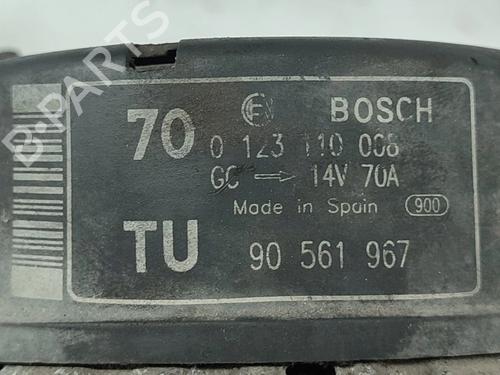 70 BOSCH
0 123 110 008
GC → 14V 70A
Made in Spain 900
TU 90 561 967
B-PARTS